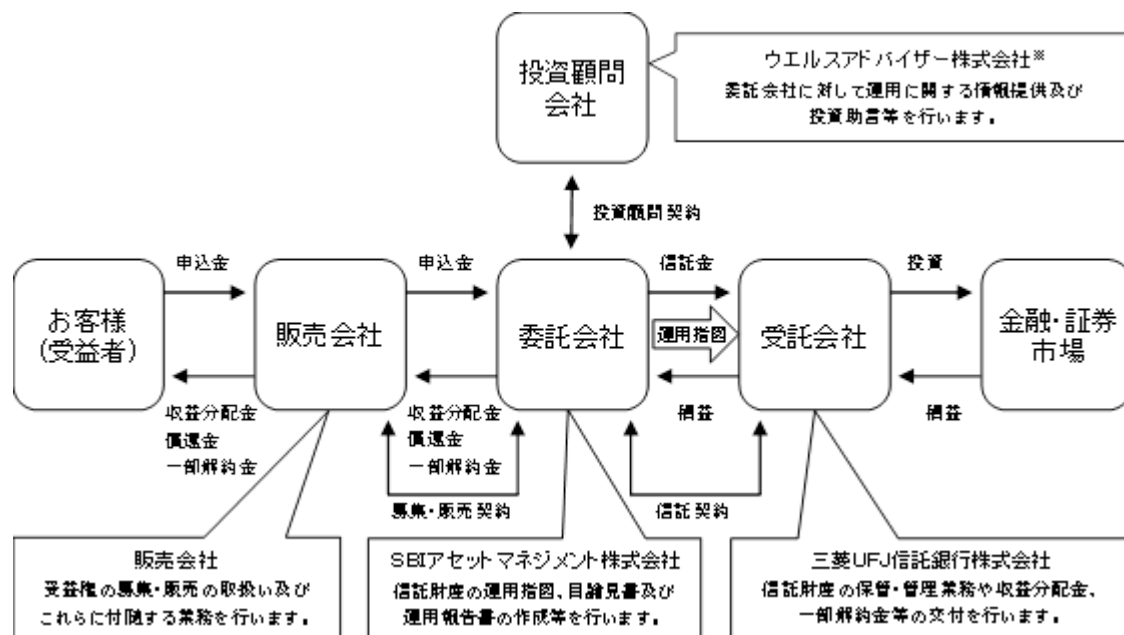 投資顧問
会社
ウエルスアドバイザー株式会社※
委託会社に対して運用に関する情報提供及び
投資助言等を行います。
投資顧問契約
申込金
申込金
信託金
投資
お客様
(受益者)
販売会社
委託会社
運用指図
受託会社
金融・証券
市場
収益分配金
償還金
一部解約金
収益分配金
償還金
一部解約金
損益
損益
募集・販売契約
信託契約
販売会社
受益権の募集・販売の取扱い及び
これらに付随する業務を行います。
SBIアセットマネジメント株式会社
信託財産の運用指図、目論見書及び
運用報告書の作成等を行います。
三菱UFJ信託銀行株式会社
信託財産の保管・管理業務や収益分配金、
一部解約金等の交付を行います。